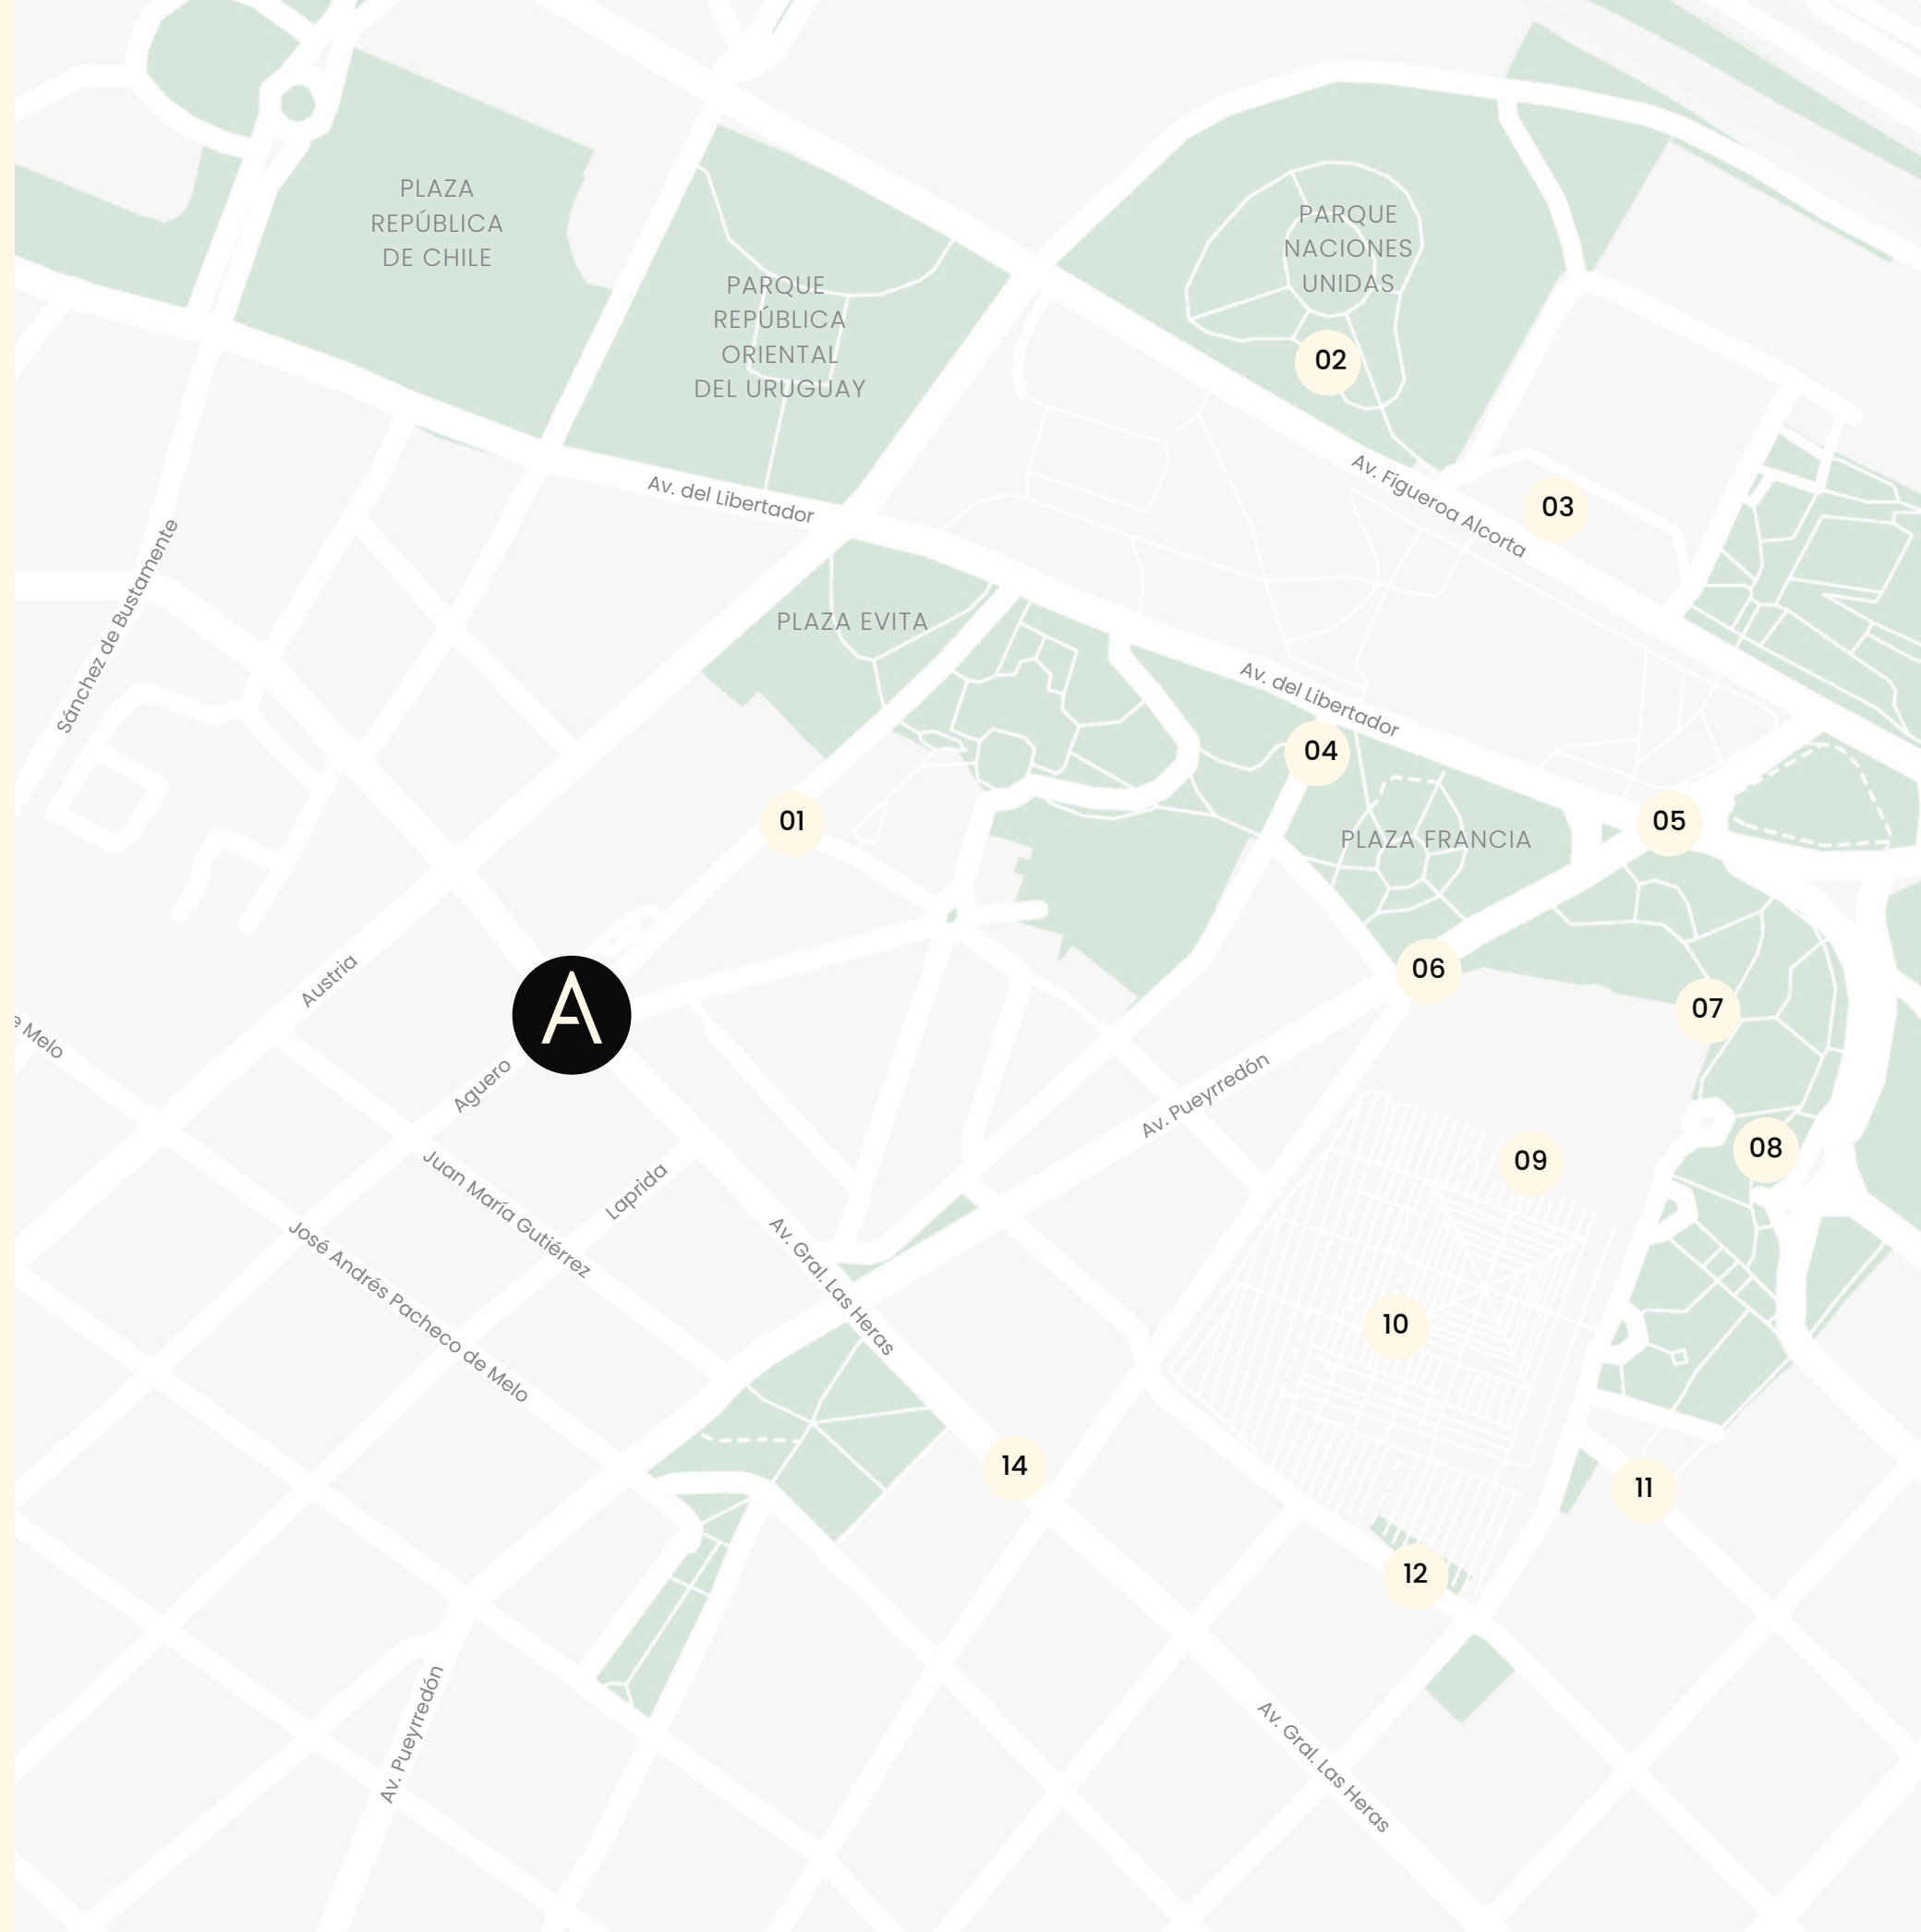 PLAZA
REPÚBLICA
DE CHILE
PARQUE
NACIONES
UNIDAS
PARQUE
REPÚBLICA
ORIENTAL
DEL URUGUAY
02
Av. del Libertador
Av. Figueroa Alcorta
03
Sánchez de Bustamente
PLAZA EVITA
Av. del Libertador
04
01
PLAZA FRANCIA
05
Austria
06
07
A
e Melo
Aguero
Av. Pueyrredón
08
09
Juan María Gutiérrez
Laprida
José Andrés Pacheco de Melo
Av. Gral. Las Heras
10
14
11
12
Av. Pueyrredón
Av. Gral. Las Heras